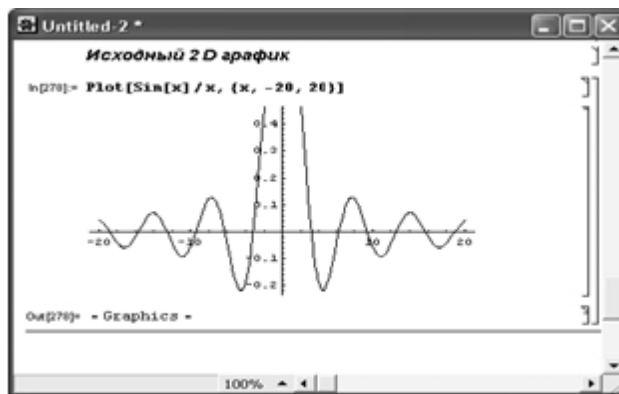 Untitled-2 *
Исходный 2 D график
In[270]:= Plot[Sin[x]/x, {x, -20, 20}]
0.4
0.3
0.2
0.1
-20 -10 10 20
-0.1
-0.2
Out[270]= - Graphics -
100%